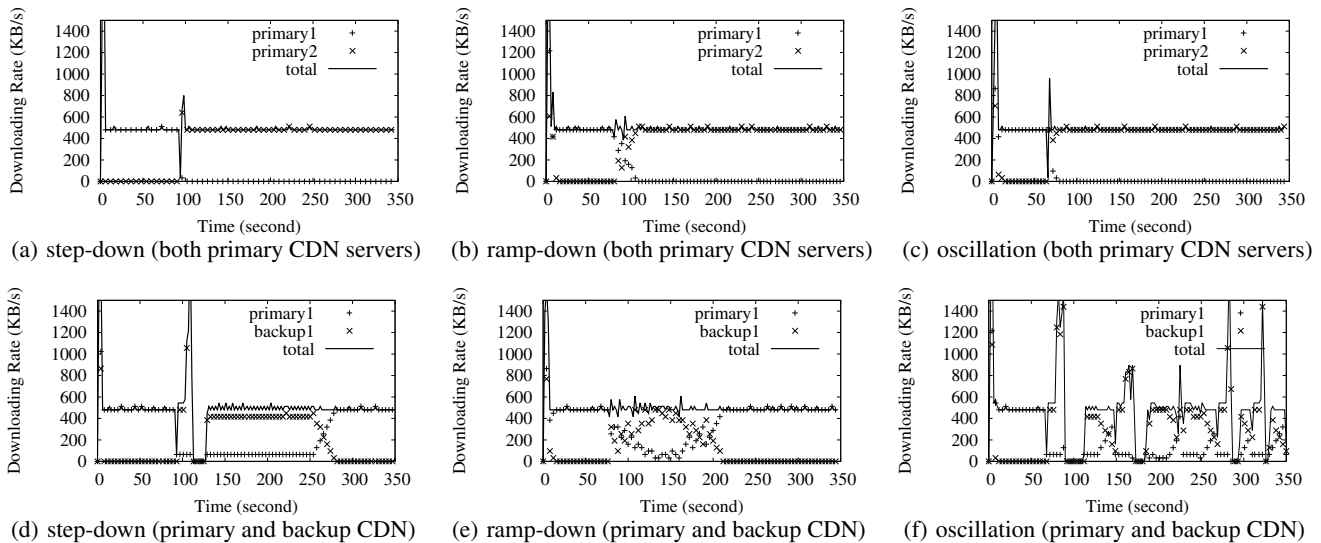 Downloading Rate (KB/s)
1400
1200
1000
800
600
400
200
0
primary1
primary2
total
0 50 100 150 200 250 300 350
Time (second)
(a) step-down (both primary CDN servers)
Downloading Rate (KB/s)
1400
1200
1000
800
600
400
200
0
primary1
primary2
total
0 50 100 150 200 250 300 350
Time (second)
(b) ramp-down (both primary CDN servers)
Downloading Rate (KB/s)
1400
1200
1000
800
600
400
200
0
primary1
primary2
total
0 50 100 150 200 250 300 350
Time (second)
(c) oscillation (both primary CDN servers)
Downloading Rate (KB/s)
1400
1200
1000
800
600
400
200
0
primary1
backup1
total
0 50 100 150 200 250 300 350
Time (second)
(d) step-down (primary and backup CDN)
Downloading Rate (KB/s)
1400
1200
1000
800
600
400
200
0
primary1
backup1
total
0 50 100 150 200 250 300 350
Time (second)
(e) ramp-down (primary and backup CDN)
Downloading Rate (KB/s)
1400
1200
1000
800
600
400
200
0
primary1
backup1
total
0 50 100 150 200 250 300 350
Time (second)
(f) oscillation (primary and backup CDN)